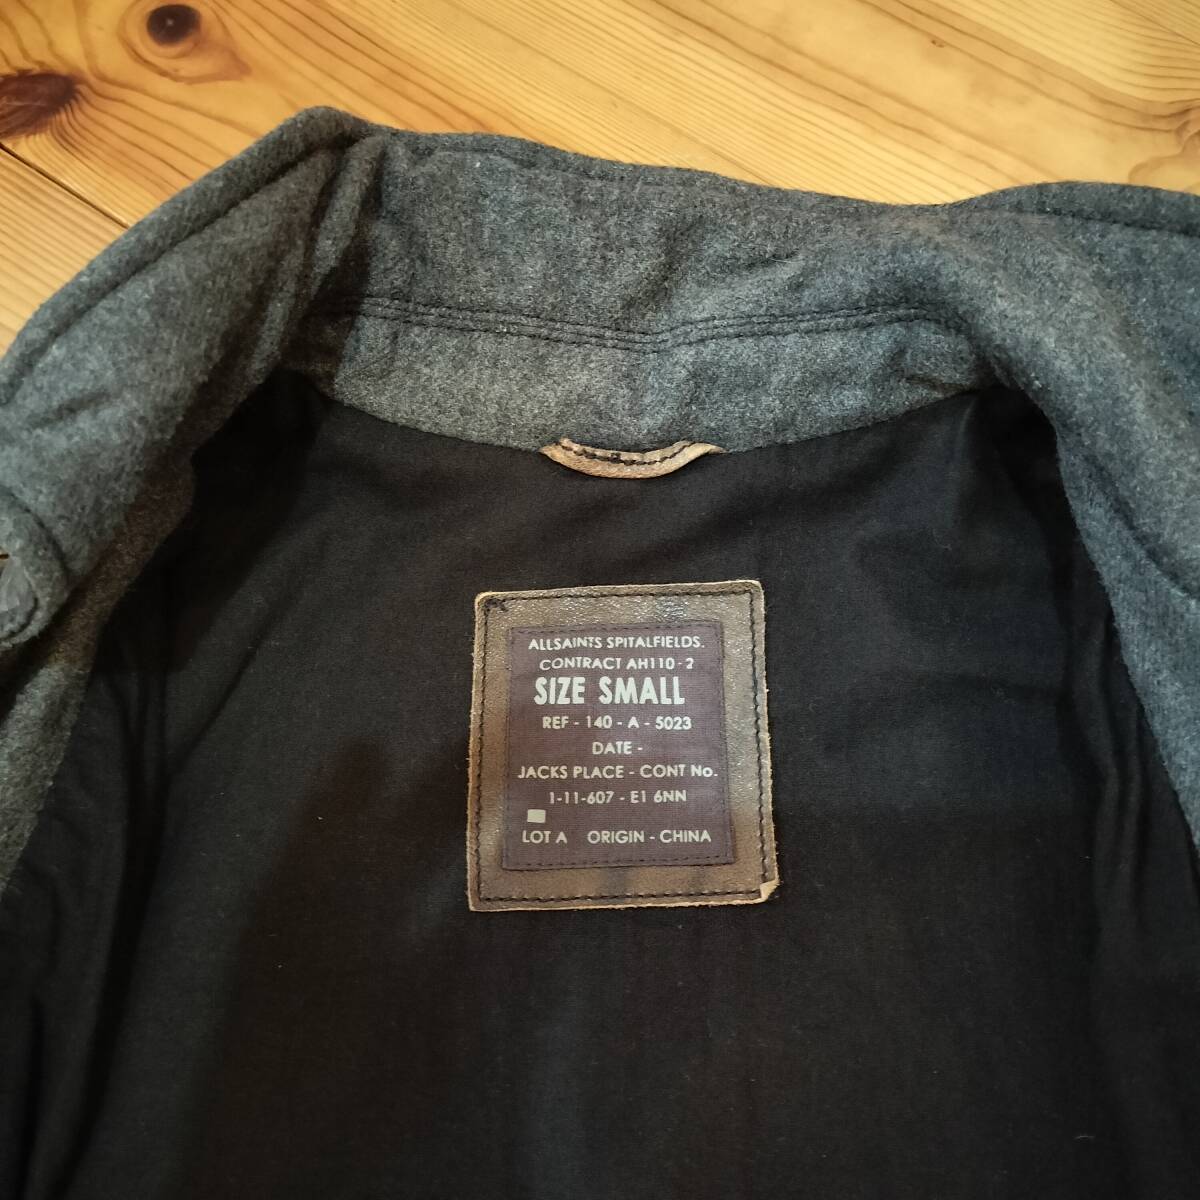 ALLSAINTS SPITALFIELDS.
CONTRACT AH110 - 2
SIZE SMALL
REF - 140 - A - 5023
DATE -
JACKS PLACE - CONT No.
1-11-607 - E1 6NN
LOT A ORIGIN - CHINA